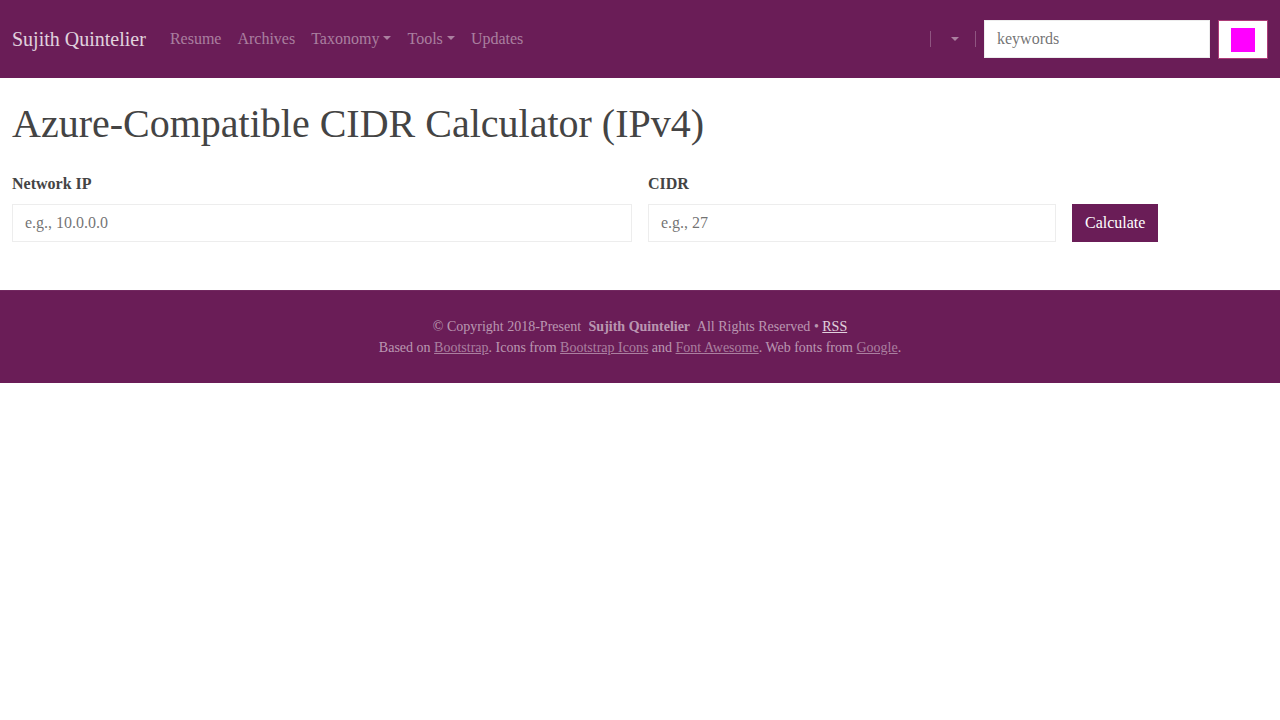 Sujith Quintelier Resume Archives Taxonomy Tools Updates keywords
Azure-Compatible CIDR Calculator (IPv4)
Network IP CIDR
e.g., 10.0.0.0 e.g., 27 Calculate
© Copyright 2018-Present Sujith Quintelier All Rights Reserved • RSS
Based on Bootstrap. Icons from Bootstrap Icons and Font Awesome. Web fonts from Google.